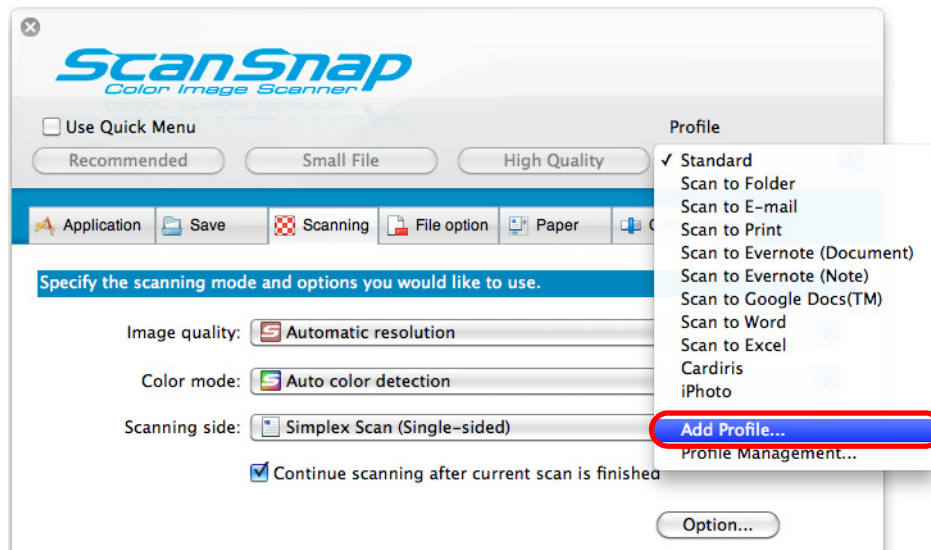 ScanSnap
Color Image Scanner
Use Quick Menu
Profile
Recommended
Small File
High Quality
✓ Standard
Scan to Folder
Scan to E-mail
Scan to Print
Scan to Evernote (Document)
Scan to Evernote (Note)
Scan to Google Docs(TM)
Scan to Word
Scan to Excel
Cardiris
iPhoto
Add Profile...
Profile Management...
Application
Save
Scanning
File option
Paper
Specify the scanning mode and options you would like to use.
Image quality: Automatic resolution
Color mode: Auto color detection
Scanning side: Simplex Scan (Single-sided)
Continue scanning after current scan is finished
Option...